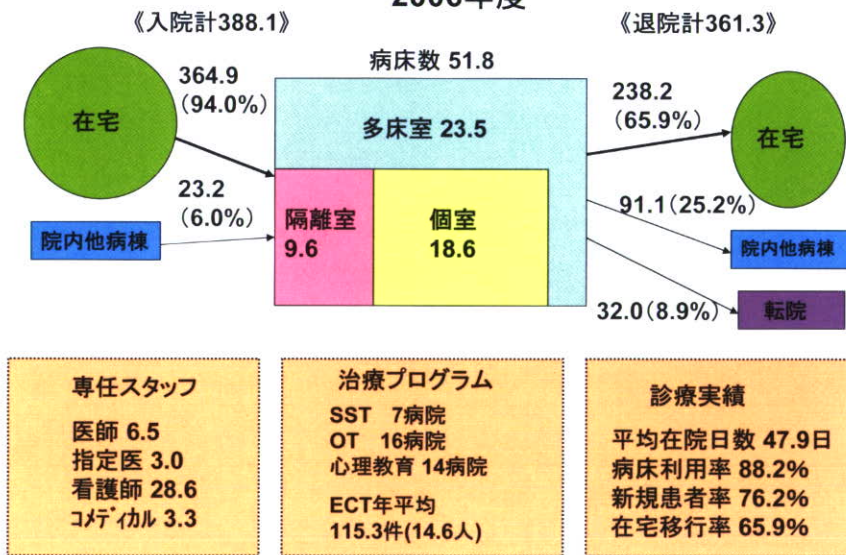 《入院計388.1》
《退院計361.3》
病床数 51.8
364.9
(94.0%)
在宅
23.2
(6.0%)
院内他病棟
多床室 23.5
隔離室
9.6
個室
18.6
238.2
(65.9%)
在宅
91.1(25.2%)
院内他病棟
32.0(8.9%)
転院
専任スタッフ
医師 6.5
指定医 3.0
看護師 28.6
コメディカル 3.3
治療プログラム
SST 7病院
OT 16病院
心理教育 14病院
ECT年平均
115.3件(14.6人)
診療実績
平均在院日数 47.9日
病床利用率 88.2%
新規患者率 76.2%
在宅移行率 65.9%